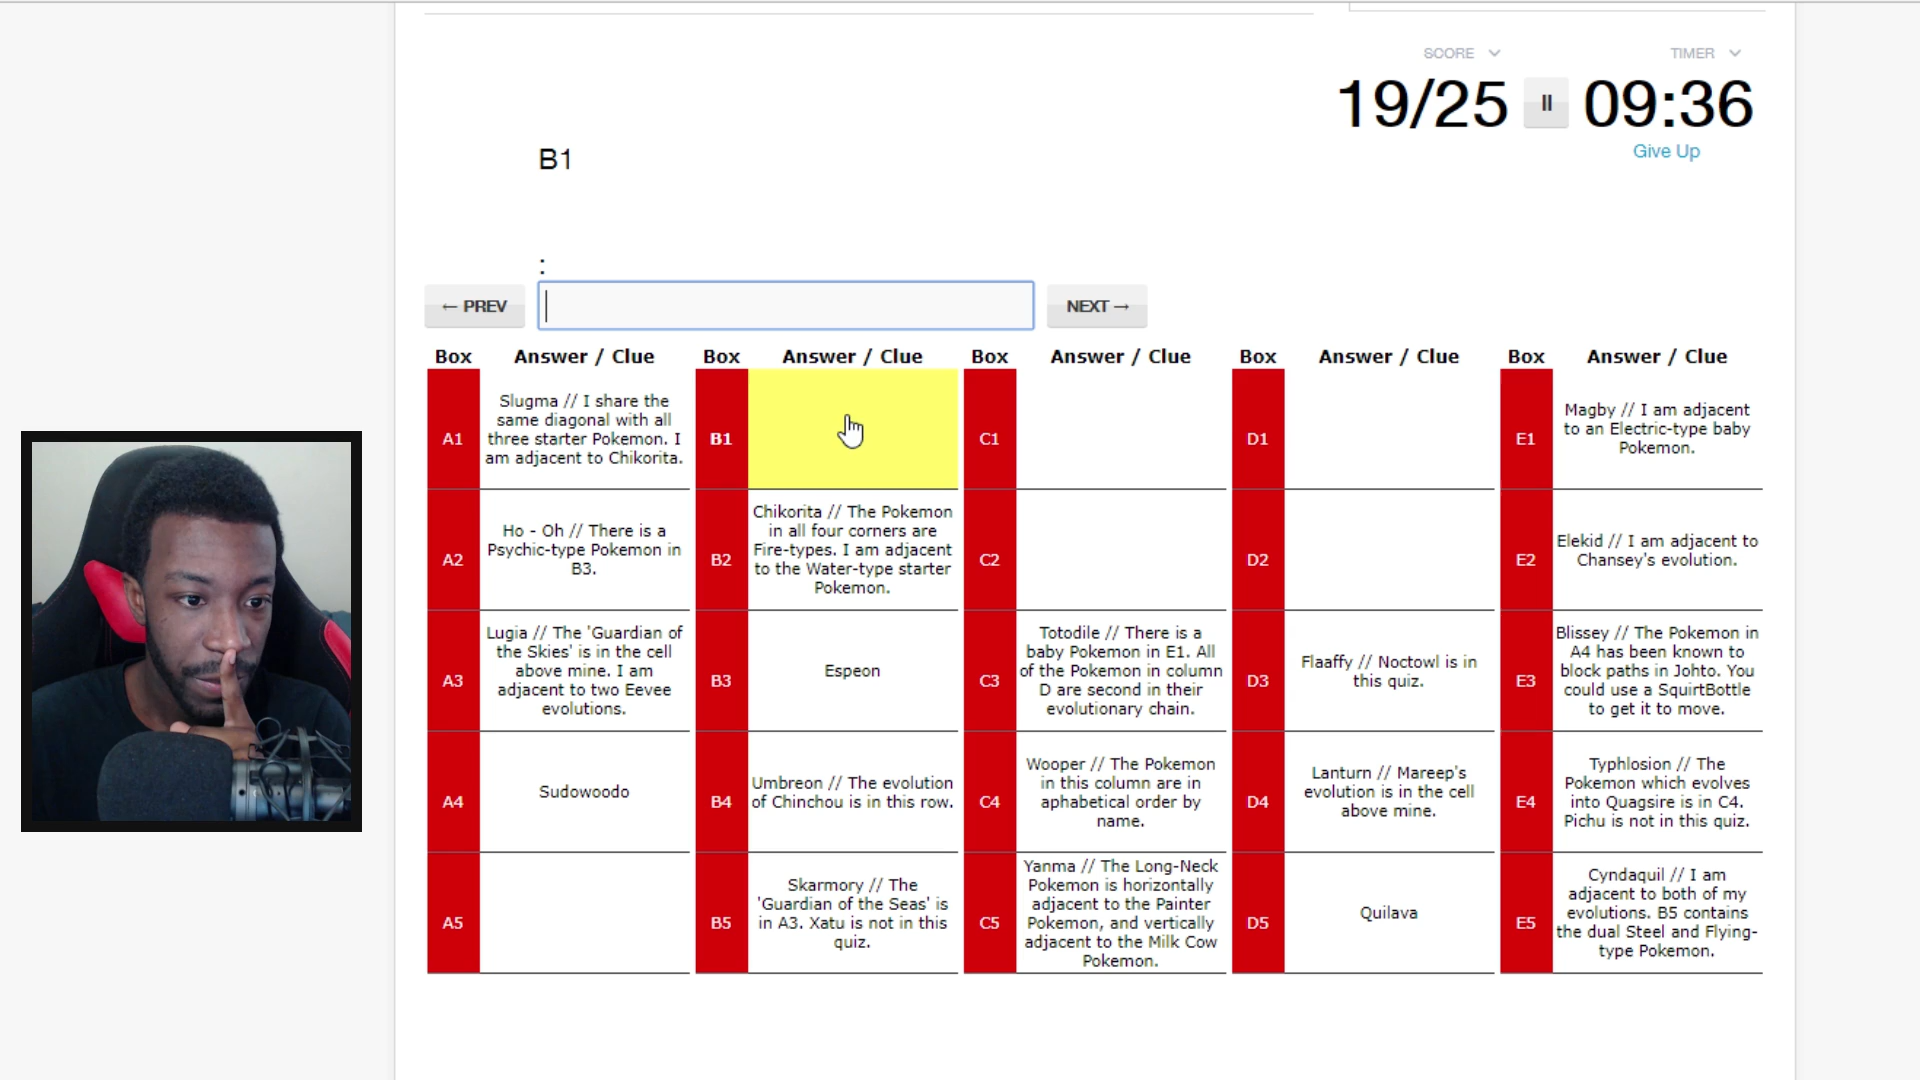 SCORE
TIMER
19/25
II
09:36
Give Up
B1
:
← PREV
NEXT →
Box Answer / Clue Box Answer / Clue Box Answer / Clue Box Answer / Clue Box Answer / Clue
A1
Slugma // I share the
same diagonal with all
three starter Pokemon. I
am adjacent to Chikorita.
B1
C1
D1
E1
Magby // I am adjacent
to an Electric-type baby
Pokemon.
A2
Ho - Oh // There is a
Psychic-type Pokemon in
B3.
B2
Chikorita // The Pokemon
in all four corners are
Fire-types. I am adjacent
to the Water-type starter
Pokemon.
C2
D2
E2
Elekid // I am adjacent to
Chansey's evolution.
A3
Lugia // The 'Guardian of
the Skies' is in the cell
above mine. I am
adjacent to two Eevee
evolutions.
B3
Espeon
C3
Totodile // There is a
baby Pokemon in E1. All
of the Pokemon in column
D are second in their
evolutionary chain.
D3
Flaaffy // Noctowl is in
this quiz.
E3
Blissey // The Pokemon in
A4 has been known to
block paths in Johto. You
could use a SquirtBottle
to get it to move.
A4
Sudowoodo
B4
Umbreon // The evolution
of Chinchou is in this row.
C4
Wooper // The Pokemon
in this column are in
aphabetical order by
name.
D4
Lanturn // Mareep's
evolution is in the cell
above mine.
E4
Typhlosion // The
Pokemon which evolves
into Quagsire is in C4.
Pichu is not in this quiz.
A5
B5
Skarmory // The
'Guardian of the Seas' is
in A3. Xatu is not in this
quiz.
C5
Yanma // The Long-Neck
Pokemon is horizontally
adjacent to the Painter
Pokemon, and vertically
adjacent to the Milk Cow
Pokemon.
D5
Quilava
E5
Cyndaquil // I am
adjacent to both of my
evolutions. B5 contains
the dual Steel and Flying-
type Pokemon.